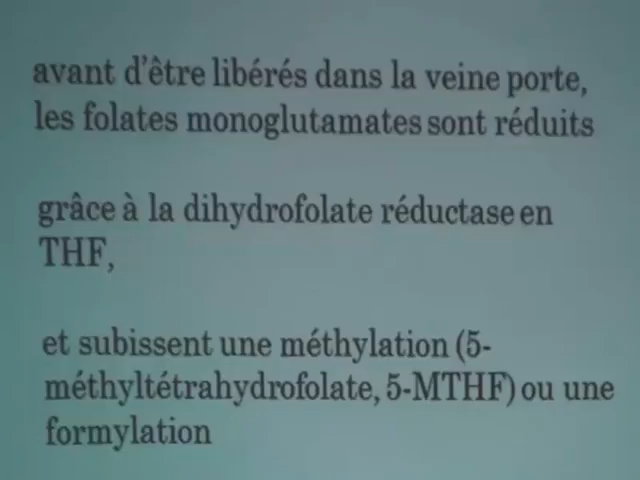 avant d'être libérés dans la veine porte,
les folates monoglutamates sont réduits
grâce à la dihydrofolate réductase en
THF,
et subissent une méthylation (5-
méthyltétrahydrofolate, 5-MTHF) ou une
formylation